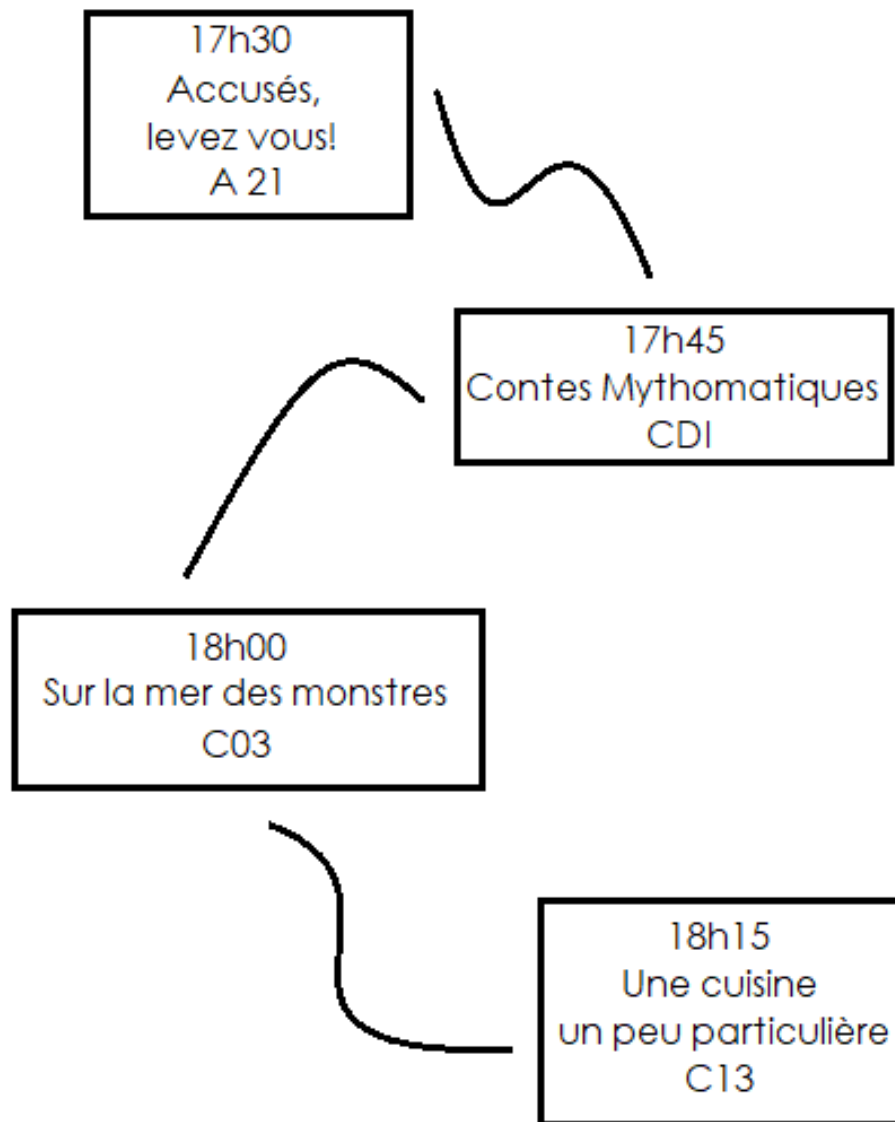 17h30
Accusés,
levez vous!
A 21
17h45
Contes Mythomatiques
CDI
18h00
Sur la mer des monstres
C03
18h15
Une cuisine
un peu particulière
C13